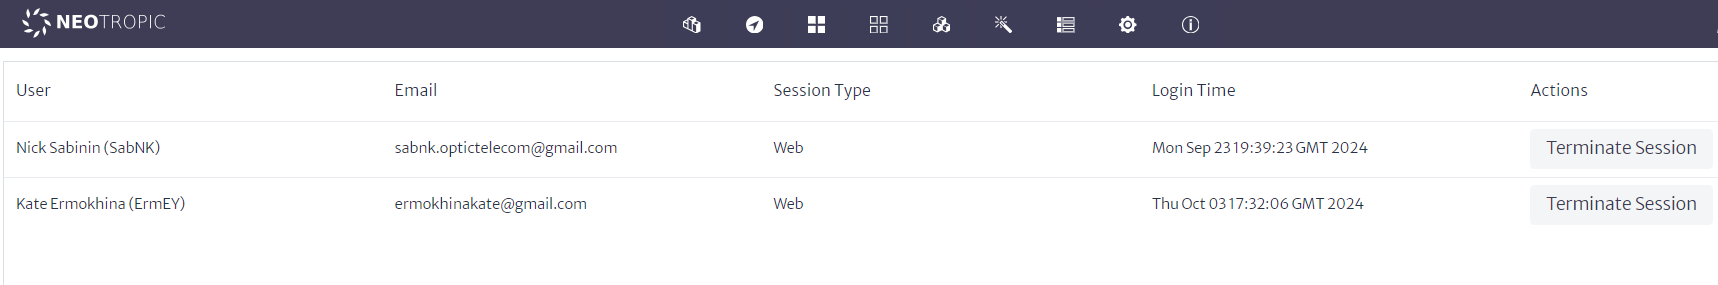 NEOTROPIC
User Email Session Type Login Time Actions
Nick Sabinin (SabNK) sabnk.optictelecom@gmail.com Web Mon Sep 23 19:39:23 GMT 2024 Terminate Session
Kate Ermokhina (ErmEY) ermokhinakate@gmail.com Web Thu Oct 03 17:32:06 GMT 2024 Terminate Session